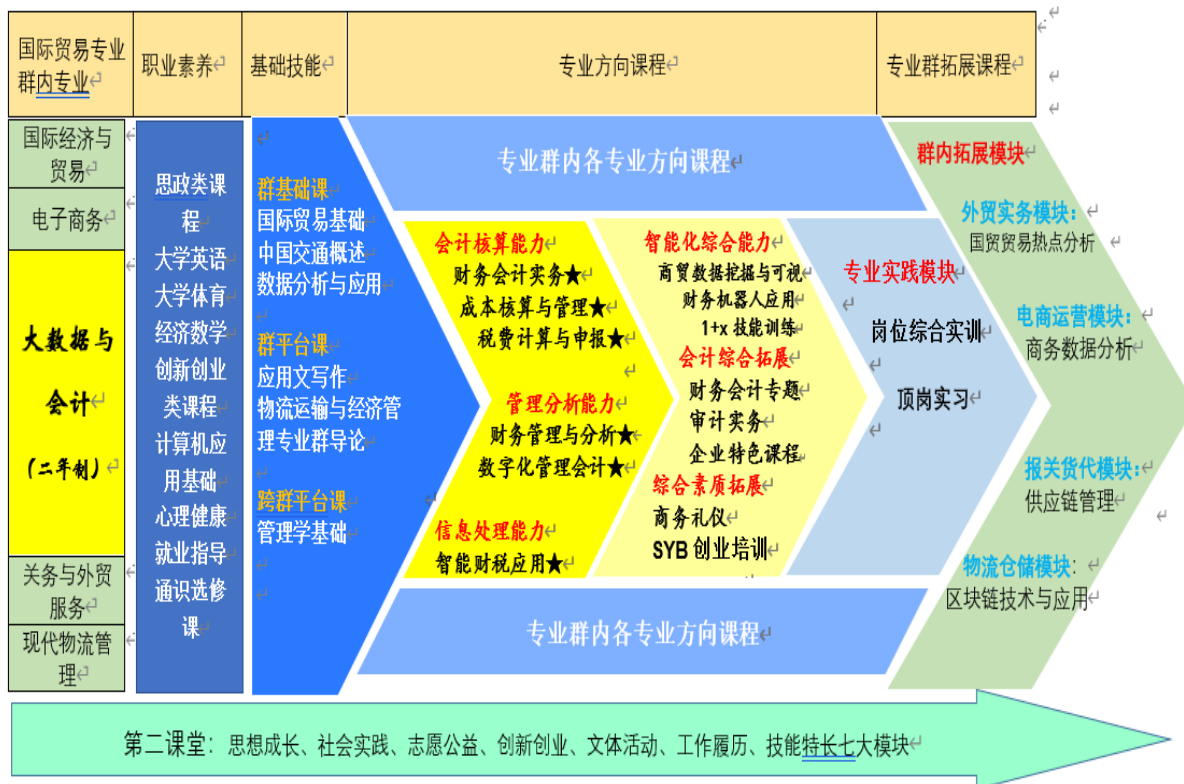 国际贸易专业
群内专业
职业素养
基础技能
专业方向课程
专业群拓展课程
国际经济与
贸易
电子商务
大数据与
会计
（二年制）
关务与外贸
服务
现代物流管
理
思政类课
程
大学英语
大学体育
经济数学
创新创业
类课程
计算机应
用基础
心理健康
就业指导
通识选修
课
群基础课
国际贸易基础
中国交通概述
数据分析与应用
群平台课
应用文写作
物流运输与经济管
理专业群导论
跨群平台课
管理学基础
专业群内各专业方向课程
会计核算能力
财务会计实务★
成本核算与管理★
税费计算与申报★
管理分析能力
财务管理与分析★
数字化管理会计★
信息处理能力
智能财税应用★
智能化综合能力
商贸数据挖掘与可视
财务机器人应用
1+x 技能训练
会计综合拓展
财务会计专题
审计实务
企业特色课程
综合素质拓展
商务礼仪
SYB 创业培训
专业实践模块
岗位综合实训
顶岗实习
专业群内各专业方向课程
群内拓展模块
外贸实务模块：
国贸贸易热点分析
电商运营模块：
商务数据分析
报关货代模块：
供应链管理
物流仓储模块：
区块链技术与应用
第二课堂：思想成长、社会实践、志愿公益、创新创业、文体活动、工作履历、技能特长七大模块